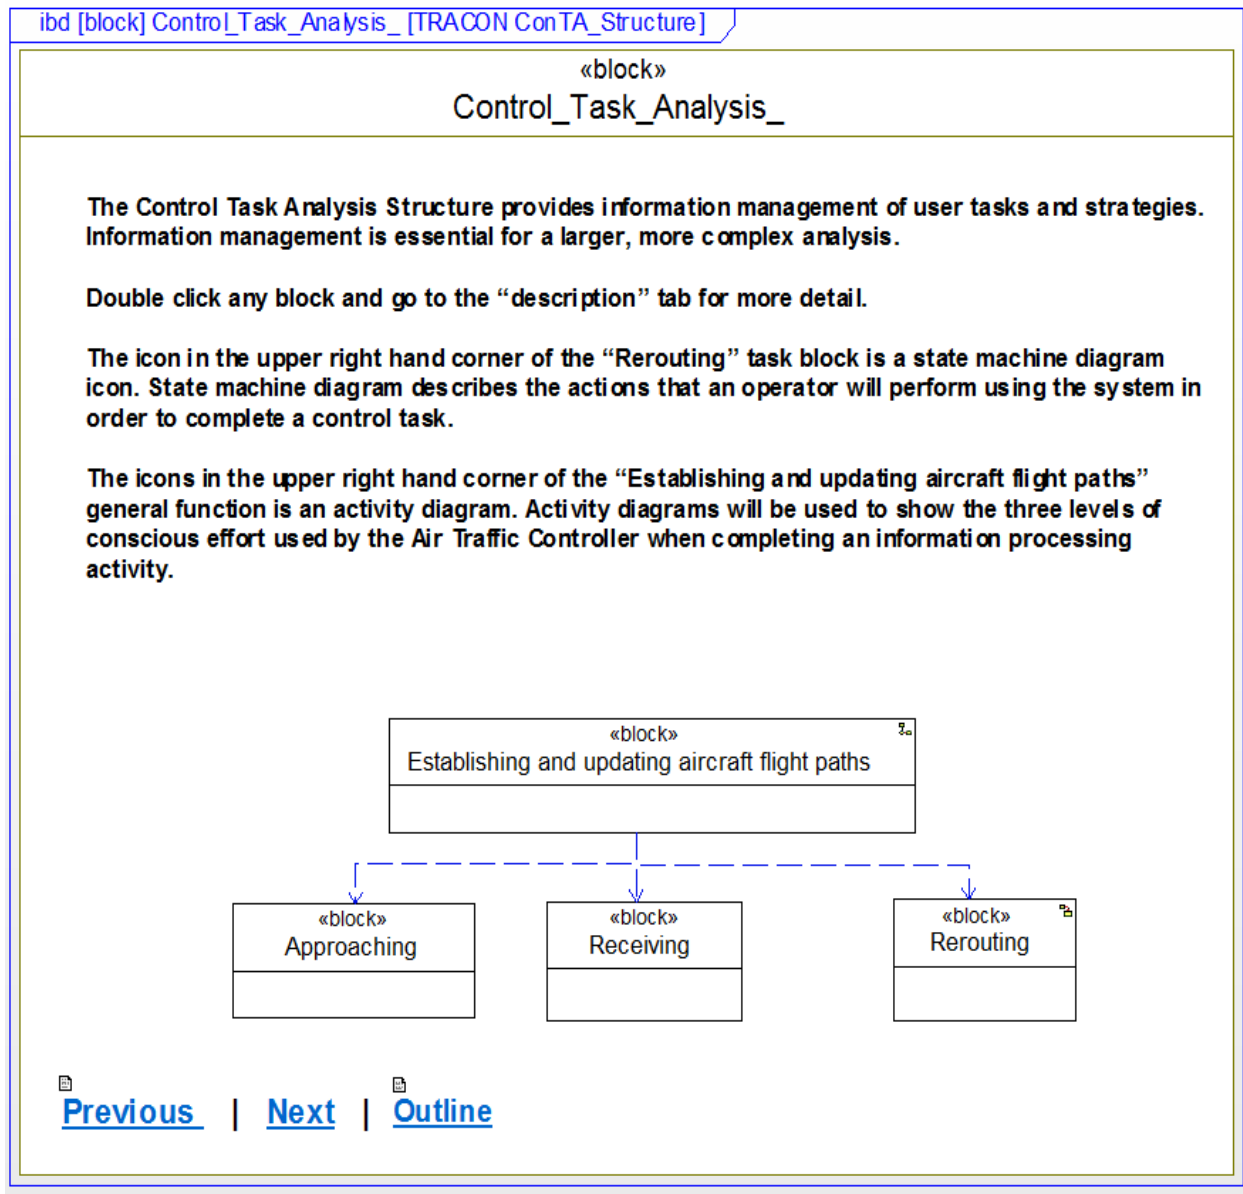 ibd [block] Control_Task_Analysis_ [TRACON ConTA_Structure]
«block»
Control_Task_Analysis_
The Control Task Analysis Structure provides information management of user tasks and strategies.
Information management is essential for a larger, more complex analysis.
Double click any block and go to the “description” tab for more detail.
The icon in the upper right hand corner of the “Rerouting” task block is a state machine diagram
icon. State machine diagram describes the actions that an operator will perform using the system in
order to complete a control task.
The icons in the upper right hand corner of the “Establishing and updating aircraft flight paths”
general function is an activity diagram. Activity diagrams will be used to show the three levels of
conscious effort used by the Air Traffic Controller when completing an information processing
activity.
«block»
Establishing and updating aircraft flight paths
«block»
Approaching
«block»
Receiving
«block»
Rerouting
Previous | Next | Outline